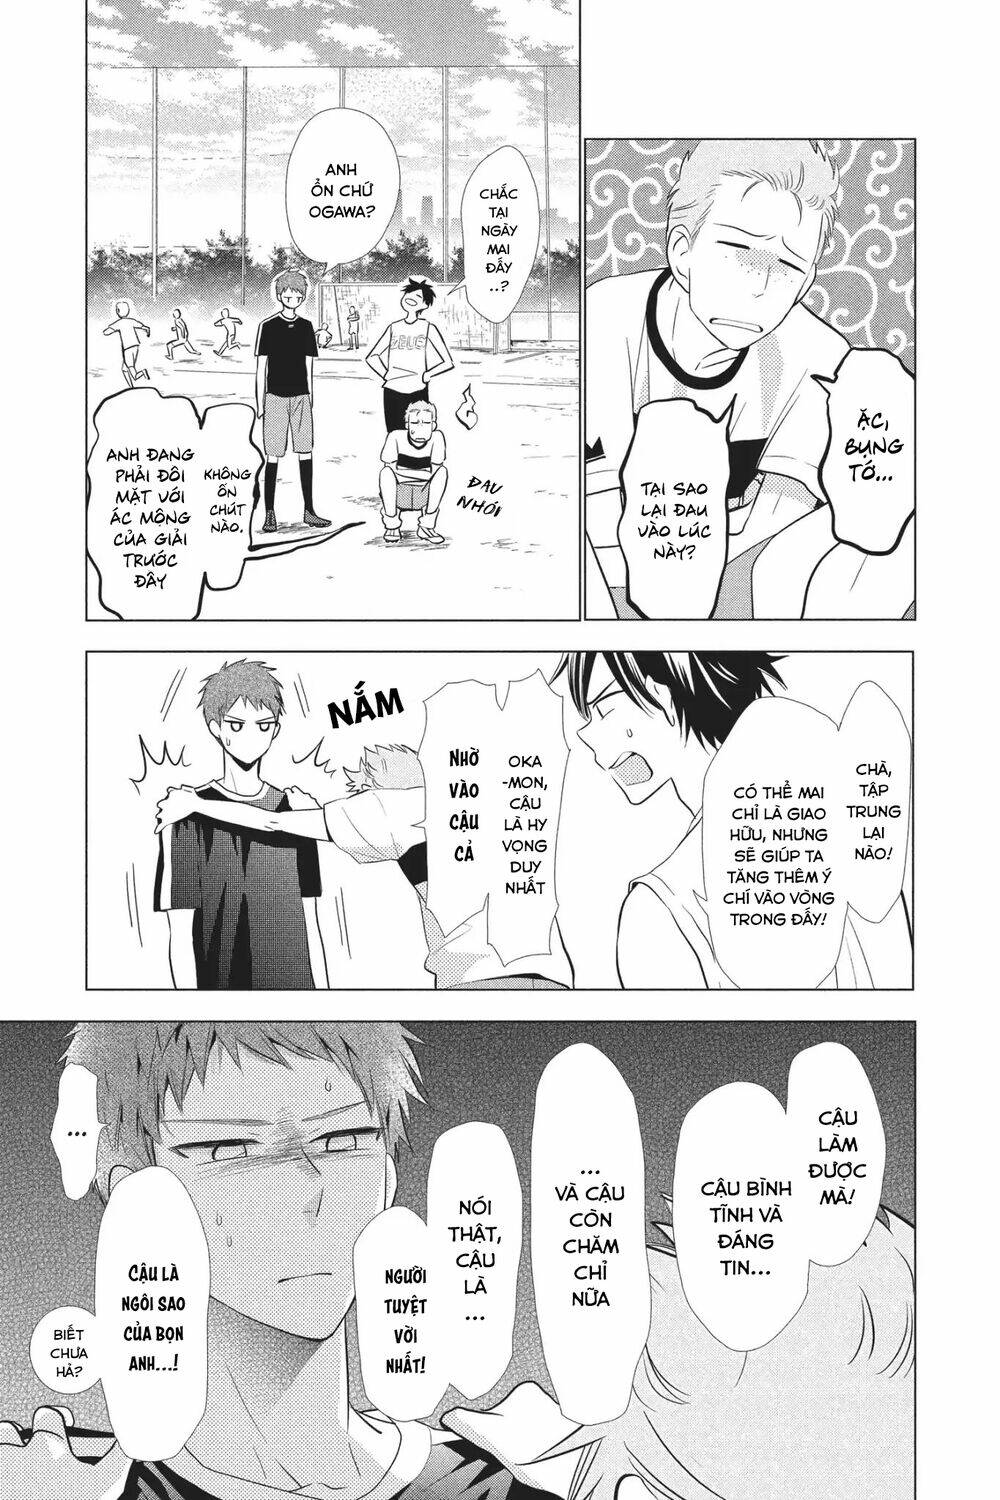 ẶC,
BỤNG
TỚ...
TẠI SAO
LẠI ĐAU
VÀO LÚC
NÀY?
CHẮC
TẠI
NGÀY
MAI
ĐẤY
..?
ANH
ỔN CHỨ
OGAWA?
ZEUS
ĐAU
NHÓI
KHÔNG
ỔN
CHÚT
NÀO.
ANH ĐANG
PHẢI ĐỐI
MẶT VỚI
ÁC MỘNG
CỦA GIẢI
TRƯỚC
ĐÂY
CHÀ,
TẬP
TRUNG
LẠI
NÀO!
CÓ THỂ MAI
CHỈ LÀ GIAO
HỮU, NHƯNG
SẼ GIÚP TA
TĂNG THÊM Ý
CHÍ VÀO VÒNG
TRONG ĐẤY!
OKA
-MON,
CẬU
LÀ HY
VỌNG
DUY
NHẤT
NHỜ
VÀO
CẬU
CẢ
NẮM
CẬU
LÀM
ĐƯỢC
MÀ!
CẬU BÌNH
TĨNH VÀ
ĐÁNG
TIN...
...
VÀ CẬU
CÒN
CHĂM
CHỈ
NỮA
NÓI
THẬT,
CẬU
LÀ
...
NGƯỜI
TUYỆT
VỜI
NHẤT!
...
CẬU LÀ
NGÔI SAO
CỦA BỌN
ANH...!
BIẾT
CHƯA
HẢ?